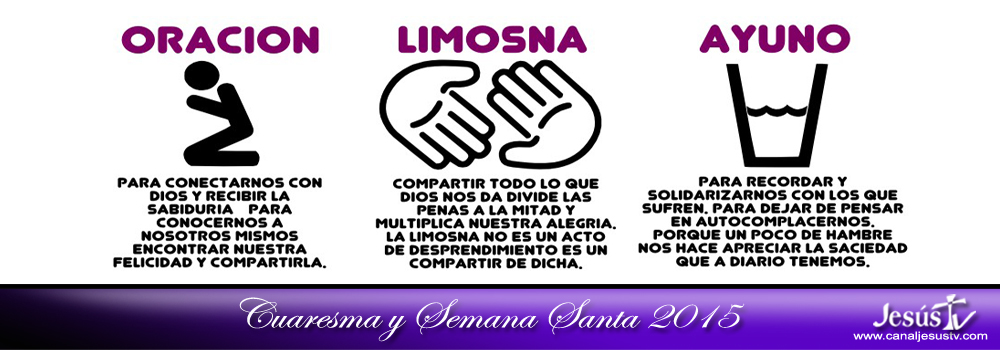 ORACION
PARA CONECTARNOS CON
DIOS Y RECIBIR LA
SABIDURIA PARA
CONOCERNOS A
NOSOTROS MISMOS
ENCONTRAR NUESTRA
FELICIDAD Y COMPARTIRLA.
LIMOSNA
COMPARTIR TODO LO QUE
DIOS NOS DA DIVIDE LAS
PENAS A LA MITAD Y
MULTIPLICA NUESTRA ALEGRIA.
LA LIMOSNA NO ES UN ACTO
DE DESPRENDIMIENTO ES UN
COMPARTIR DE DICHA.
AYUNO
PARA RECORDAR Y
SOLIDARIZARNOS CON LOS QUE
SUFREN. PARA DEJAR DE PENSAR
EN AUTOCOMPLACERNOS.
PORQUE UN POCO DE HAMBRE
NOS HACE APRECIAR LA SACIEDAD
QUE A DIARIO TENEMOS.
Cuaresma y Semana Santa 2015
Jesús tv
www.canaljesustv.com